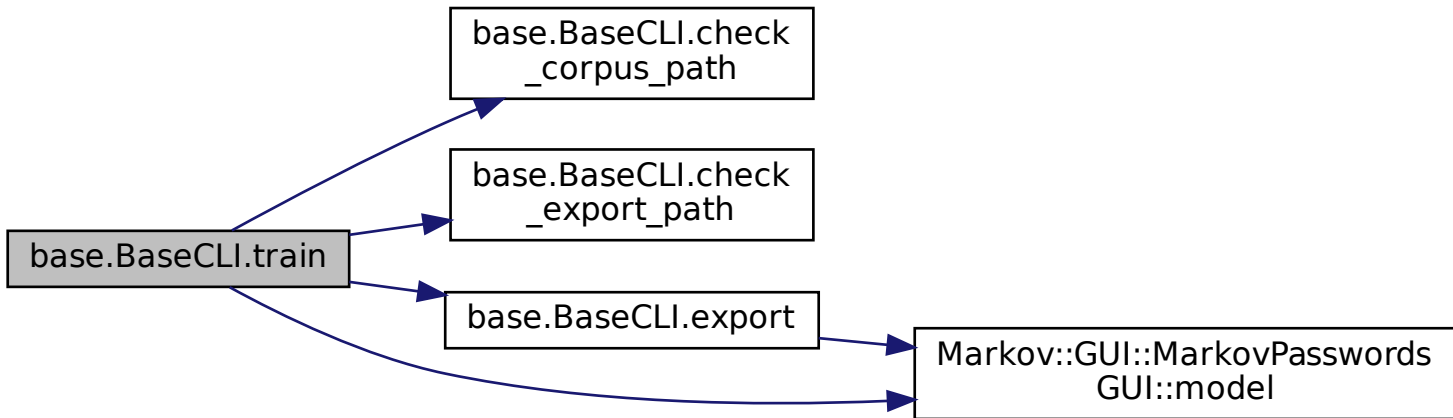 base.BaseCLI.check
_corpus_path
base.BaseCLI.check
_export_path
base.BaseCLI.train
base.BaseCLI.export
Markov::GUI::MarkovPasswords
GUI::model